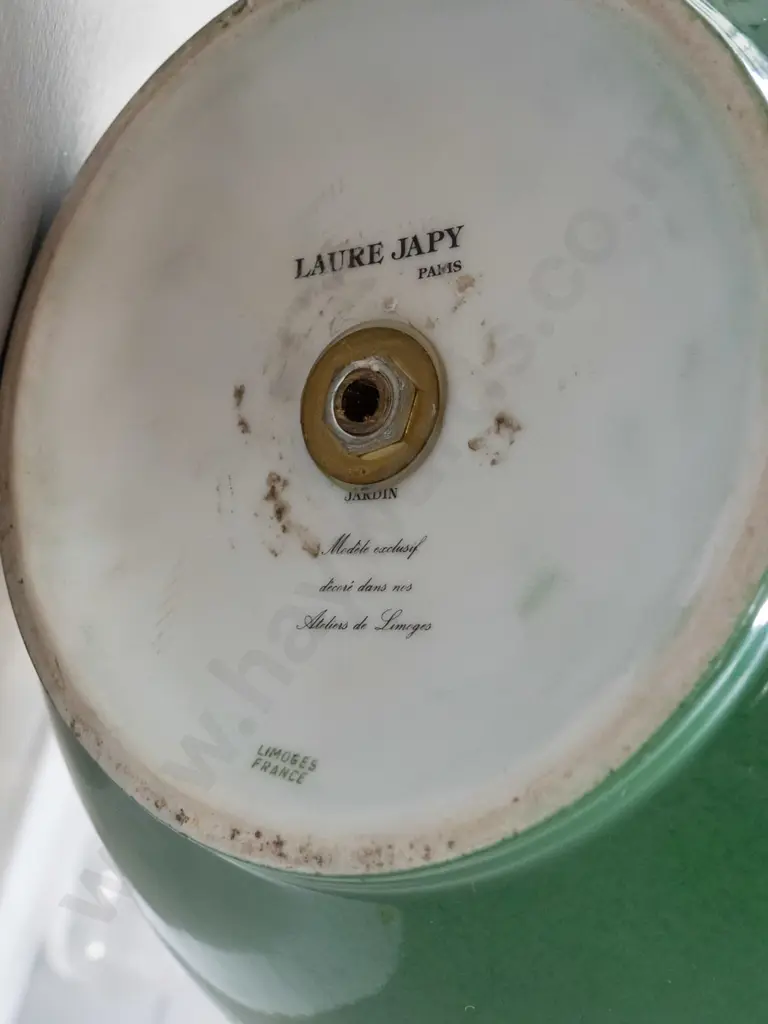 LAURE JAPY
PARIS
JARDIN
Modèle exclusif
décoré dans nos
Ateliers de Limoges
LIMOGES
FRANCE